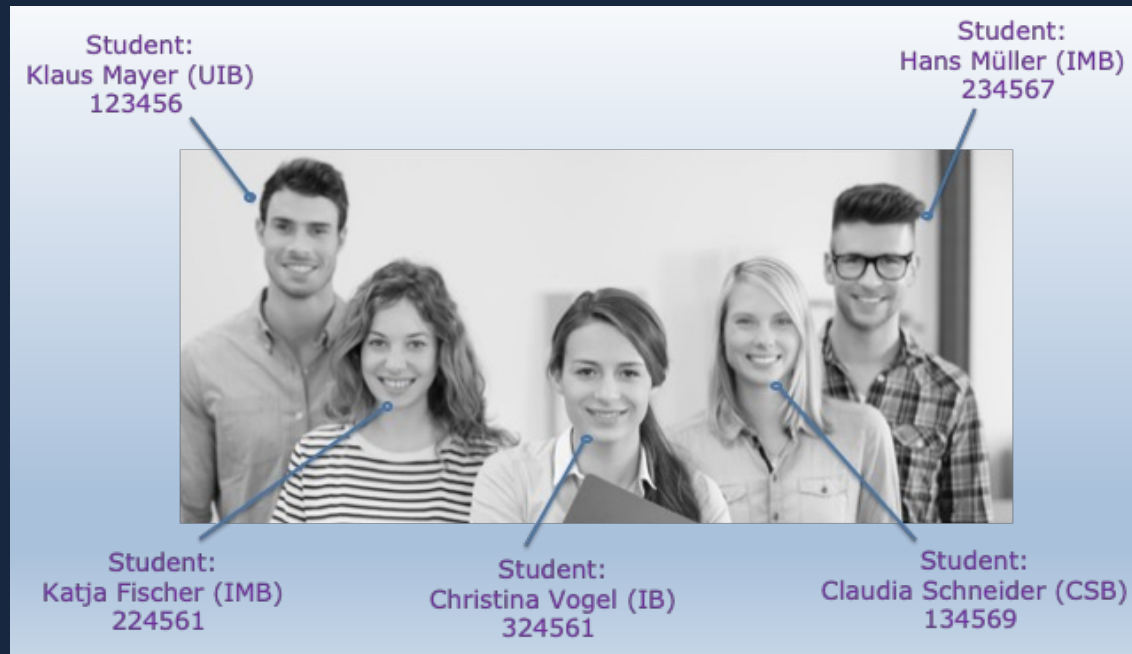 Student:
Klaus Mayer (UIB)
123456
Student:
Hans Müller (IMB)
234567
Student:
Katja Fischer (IMB)
224561
Student:
Christina Vogel (IB)
324561
Student:
Claudia Schneider (CSB)
134569